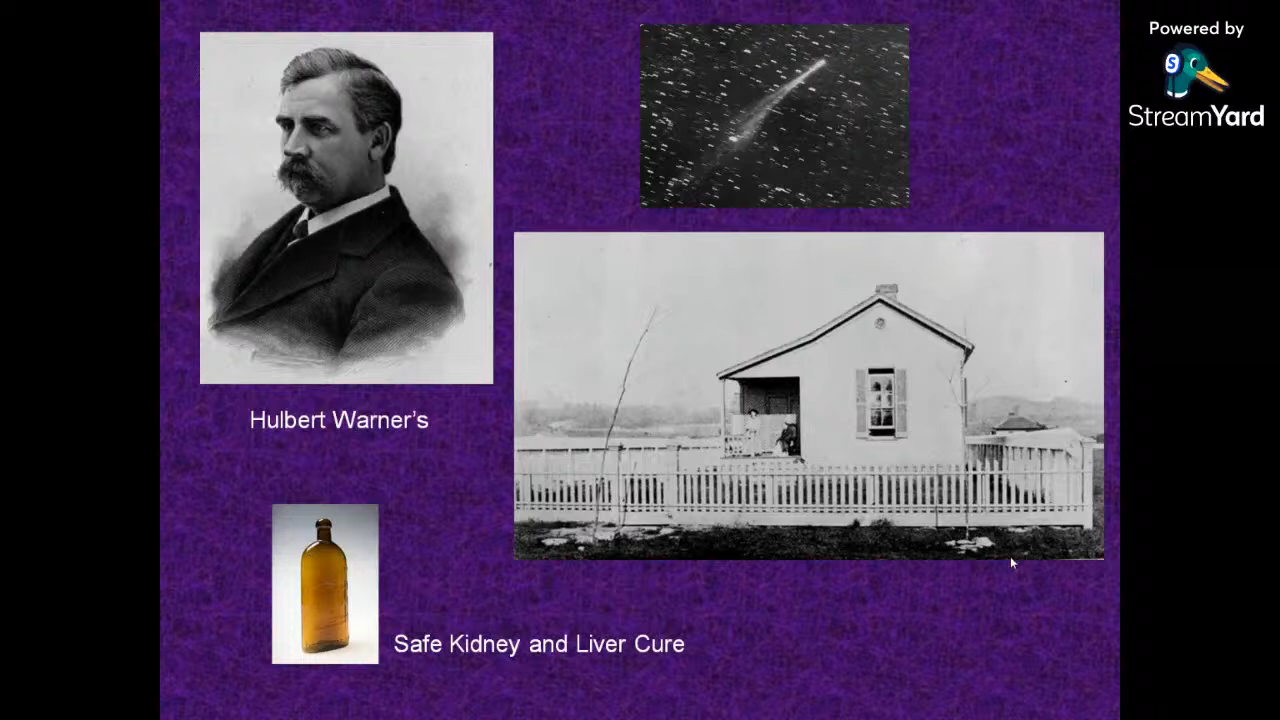 Powered by
S
StreamYard
Hulbert Warner's
Safe Kidney and Liver Cure